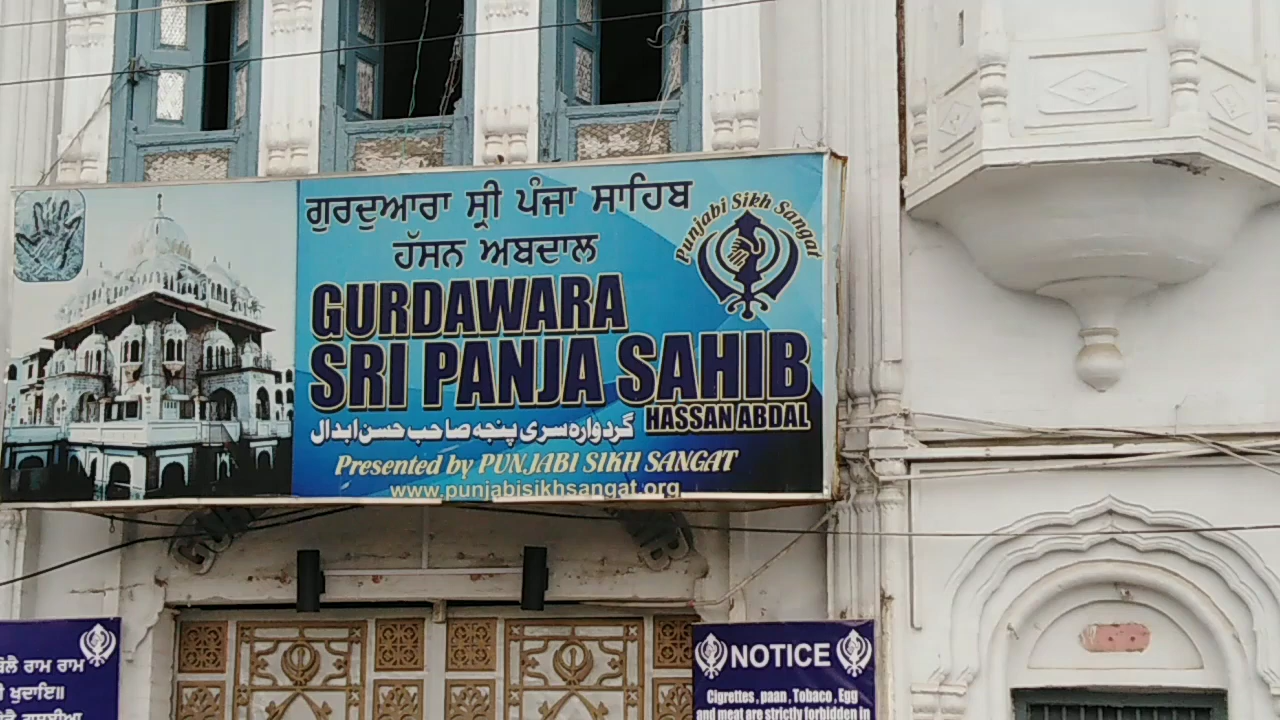 ਗੁਰਦੁਆਰਾ ਸ੍ਰੀ ਪੰਜਾ ਸਾਹਿਬ
ਹੱਸਨ ਅਬਦਾਲ
Punjabi Sikh Sangat
GURDAWARA
SRI PANJA SAHIB
HASSAN ABDAL
گردوارہ سری پنجہ صاحب حسن ابدال
Presented by PUNJABI SIKH SANGAT
www.punjabisikhsangat.org
ਰਾਮ ਰਾਮ
ਖੁਦਾਇ॥
NOTICE
Cigrettes, paan, Tobaco, Egg
and meat are strictly forbidden in